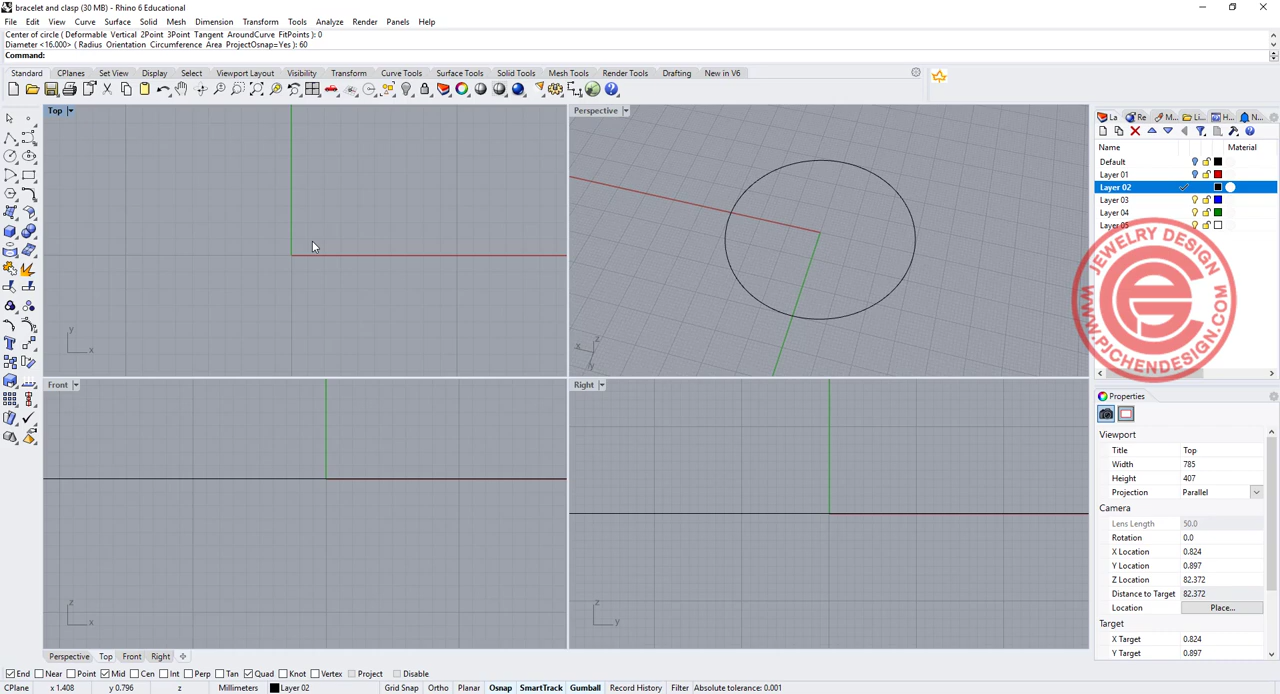 bracelet and clasp (30 MB) - Rhino 6 Educational
File Edit View Curve Surface Solid Mesh Dimension Transform Tools Analyze Render Panels Help
Center of circle ( Deformable Vertical 2Point 3Point Tangent AroundCurve FitPoints ): 0
Diameter <16.000> ( Radius Orientation Circumference Area ProjectOsnap=Yes ): 60
Command:
Standard CPlanes Set View Display Select Viewport Layout Visibility Transform Curve Tools Surface Tools Solid Tools Mesh Tools Render Tools Drafting New in V6
Top
Perspective
La Re M... Li... H... N...
Name Material
Default
Layer 01
Layer 02
Layer 03
Layer 04
Layer 05
JEWELRY DESIGN
WWW.PJCHENDESIGN.COM
y
x
z
x
y
Front
Right
z
x
z
y
Properties
Viewport
Title Top
Width 785
Height 407
Projection Parallel
Camera
Lens Length 50.0
Rotation 0.0
X Location 0.824
Y Location 0.897
Z Location 82.372
Distance to Target 82.372
Location Place...
Target
X Target 0.824
Y Target 0.897
Perspective Top Front Right
End Near Point Mid Cen Int Perp Tan Quad Knot Vertex Project Disable
CPlane x 1.408 y 0.796 z Millimeters Layer 02 Grid Snap Ortho Planar Osnap SmartTrack Gumball Record History Filter Absolute tolerance: 0.001